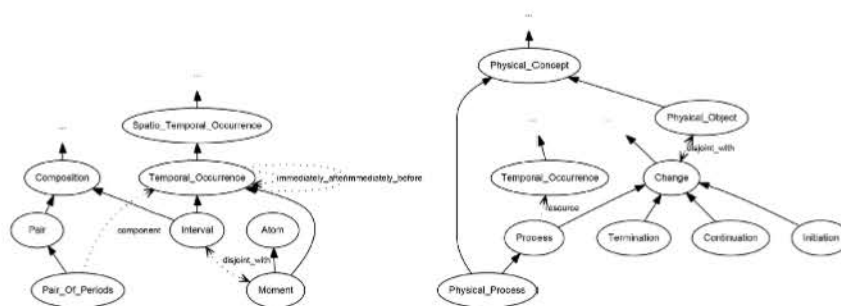 ...
Physical_Concept
...
Spatio_Temporal_Occurrence
Physical_Object
...
...
disjoint_with
Composition
Temporal_Occurrence
immediately_after
immediately_before
Temporal_Occurrence
Change
resource
Pair
component
Interval
Atom
Process
Termination
Continuation
Initiation
disjoint_with
Pair_Of_Periods
Moment
Physical_Process